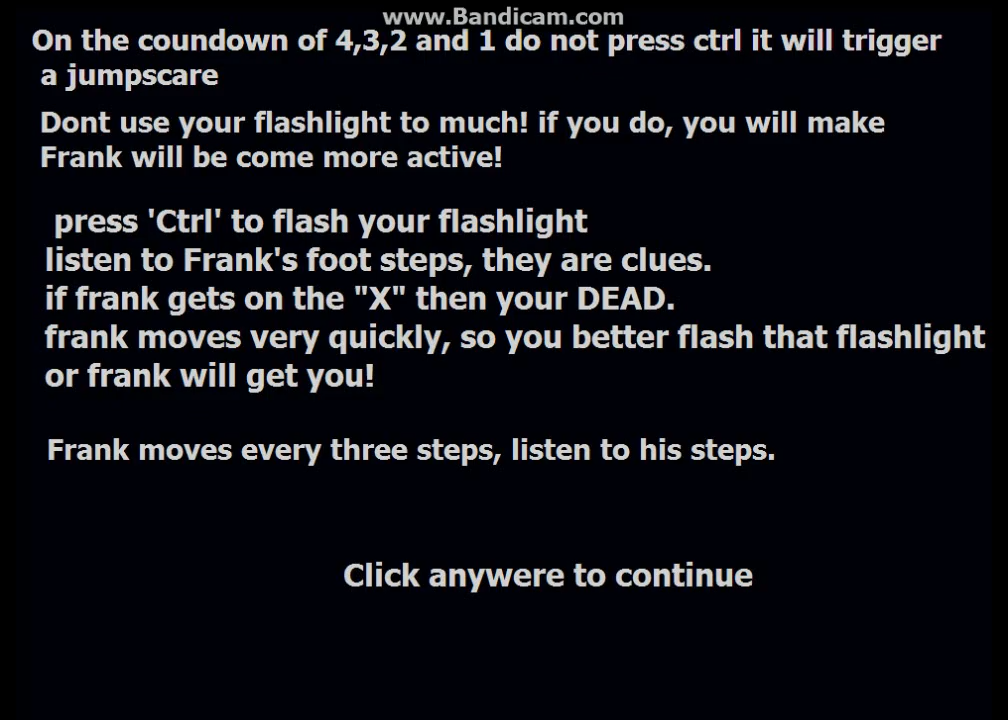 www.Bandicam.com
On the coundown of 4,3,2 and 1 do not press ctrl it will trigger
a jumpscare
Dont use your flashlight to much! if you do, you will make
Frank will be come more active!
press 'Ctrl' to flash your flashlight
listen to Frank's foot steps, they are clues.
if frank gets on the "X" then your DEAD.
frank moves very quickly, so you better flash that flashlight
or frank will get you!
Frank moves every three steps, listen to his steps.
Click anywere to continue